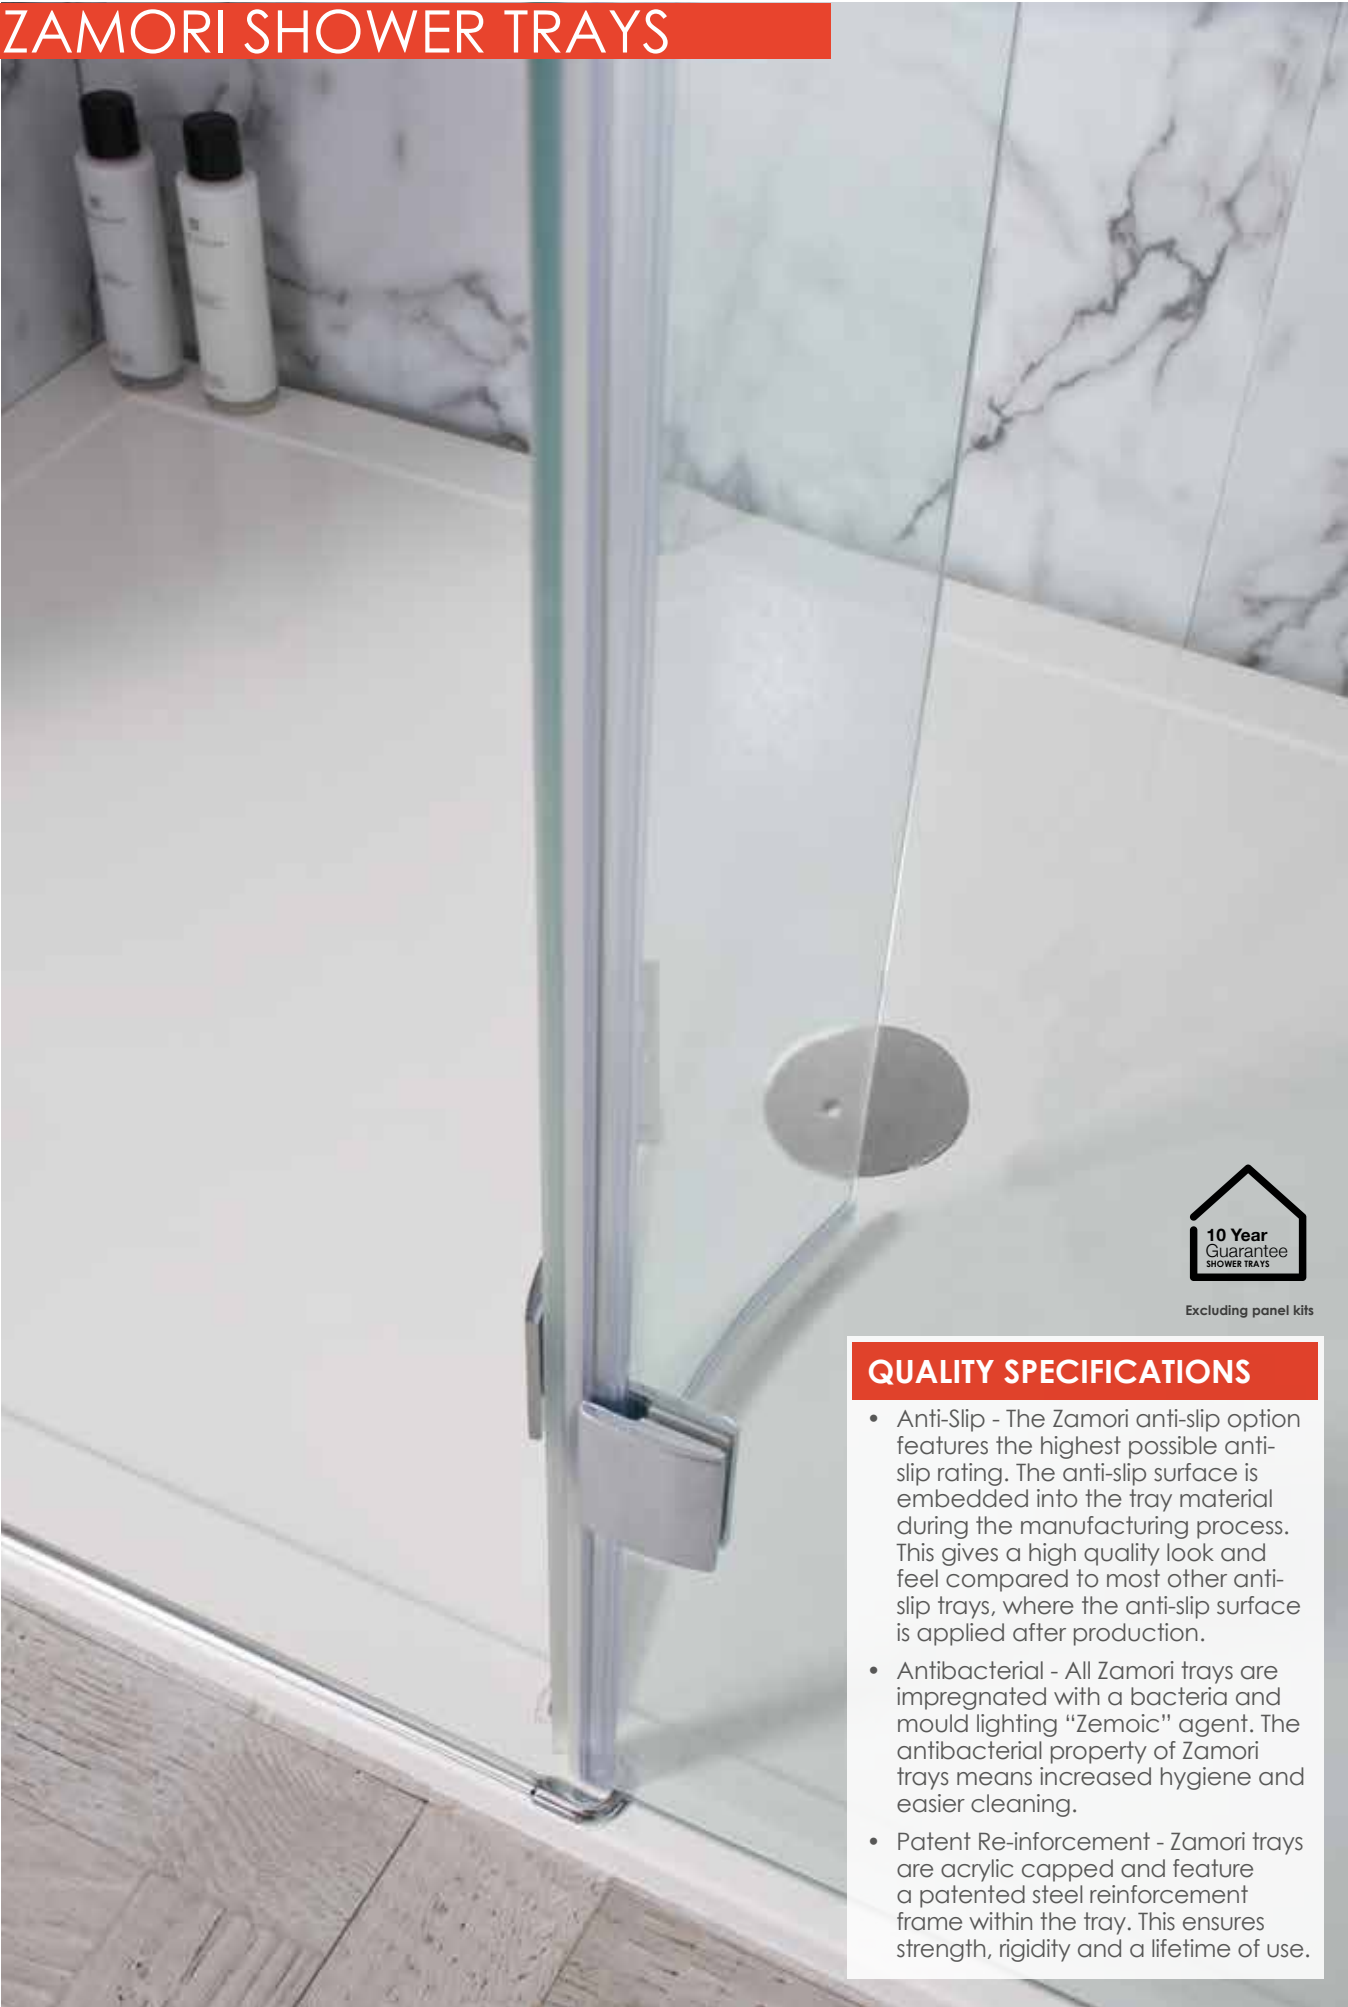 ZAMORI SHOWER TRAYS
10 Year
Guarantee
SHOWER TRAYS
Excluding panel kits
QUALITY SPECIFICATIONS
• Anti-Slip - The Zamori anti-slip option
features the highest possible anti-
slip rating. The anti-slip surface is
embedded into the tray material
during the manufacturing process.
This gives a high quality look and
feel compared to most other anti-
slip trays, where the anti-slip surface
is applied after production.
• Antibacterial - All Zamori trays are
impregnated with a bacteria and
mould lighting “Zemoic” agent. The
antibacterial property of Zamori
trays means increased hygiene and
easier cleaning.
• Patent Re-inforcement - Zamori trays
are acrylic capped and feature
a patented steel reinforcement
frame within the tray. This ensures
strength, rigidity and a lifetime of use.